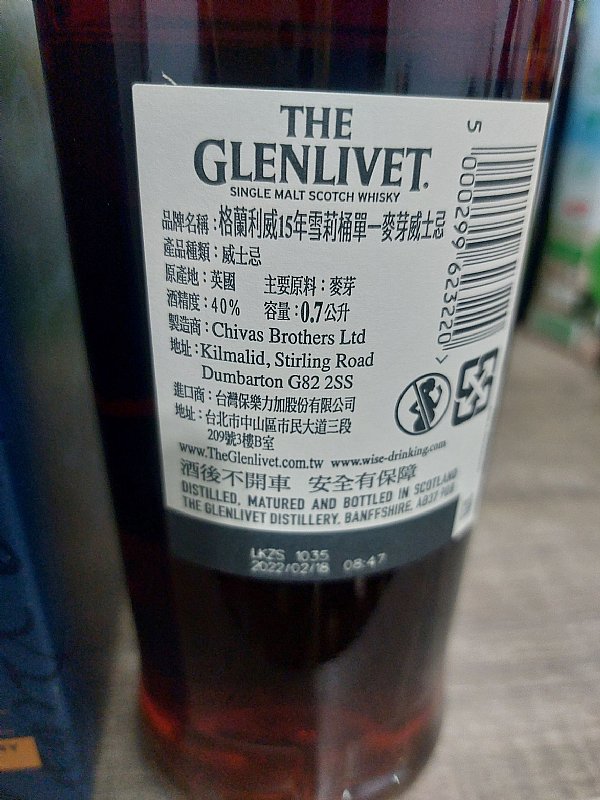 THE
GLENLIVET.
SINGLE MALT SCOTCH WHISKY
品牌名稱：格蘭利威15年雪莉桶單一麥芽威士忌
產品種類：威士忌
原產地：英國 主要原料：麥芽
酒精度：40% 容量：0.7公升
製造商：Chivas Brothers Ltd
地址：Kilmalid, Stirling Road
Dumbarton G82 2SS
進口商：台灣保樂力加股份有限公司
地址：台北市中山區市民大道三段
209號3樓B室
www.TheGlenlivet.com.tw www.wise-drinking.com
酒後不開車 安全有保障
DISTILLED, MATURED AND BOTTLED IN SCOTLAND
THE GLENLIVET DISTILLERY, BANFFSHIRE, AB37
LKZS 1035
2022/02/18 08:47
5 000299 623220 >